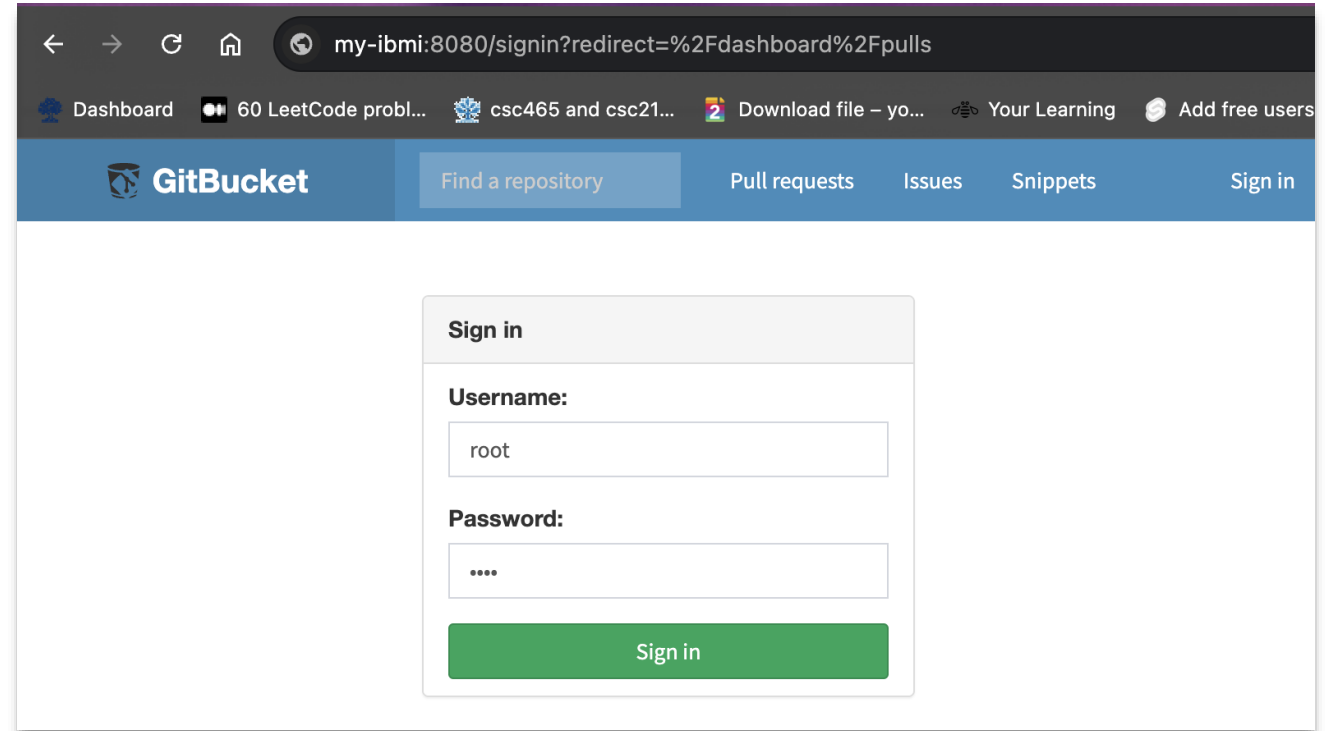 my-ibmi:8080/signin?redirect=%2Fdashboard%2Fpulls
Dashboard 60 LeetCode probl... csc465 and csc21... 2 Download file – yo... Your Learning Add free users
GitBucket Find a repository Pull requests Issues Snippets Sign in
Sign in
Username:
root
Password:
••••
Sign in